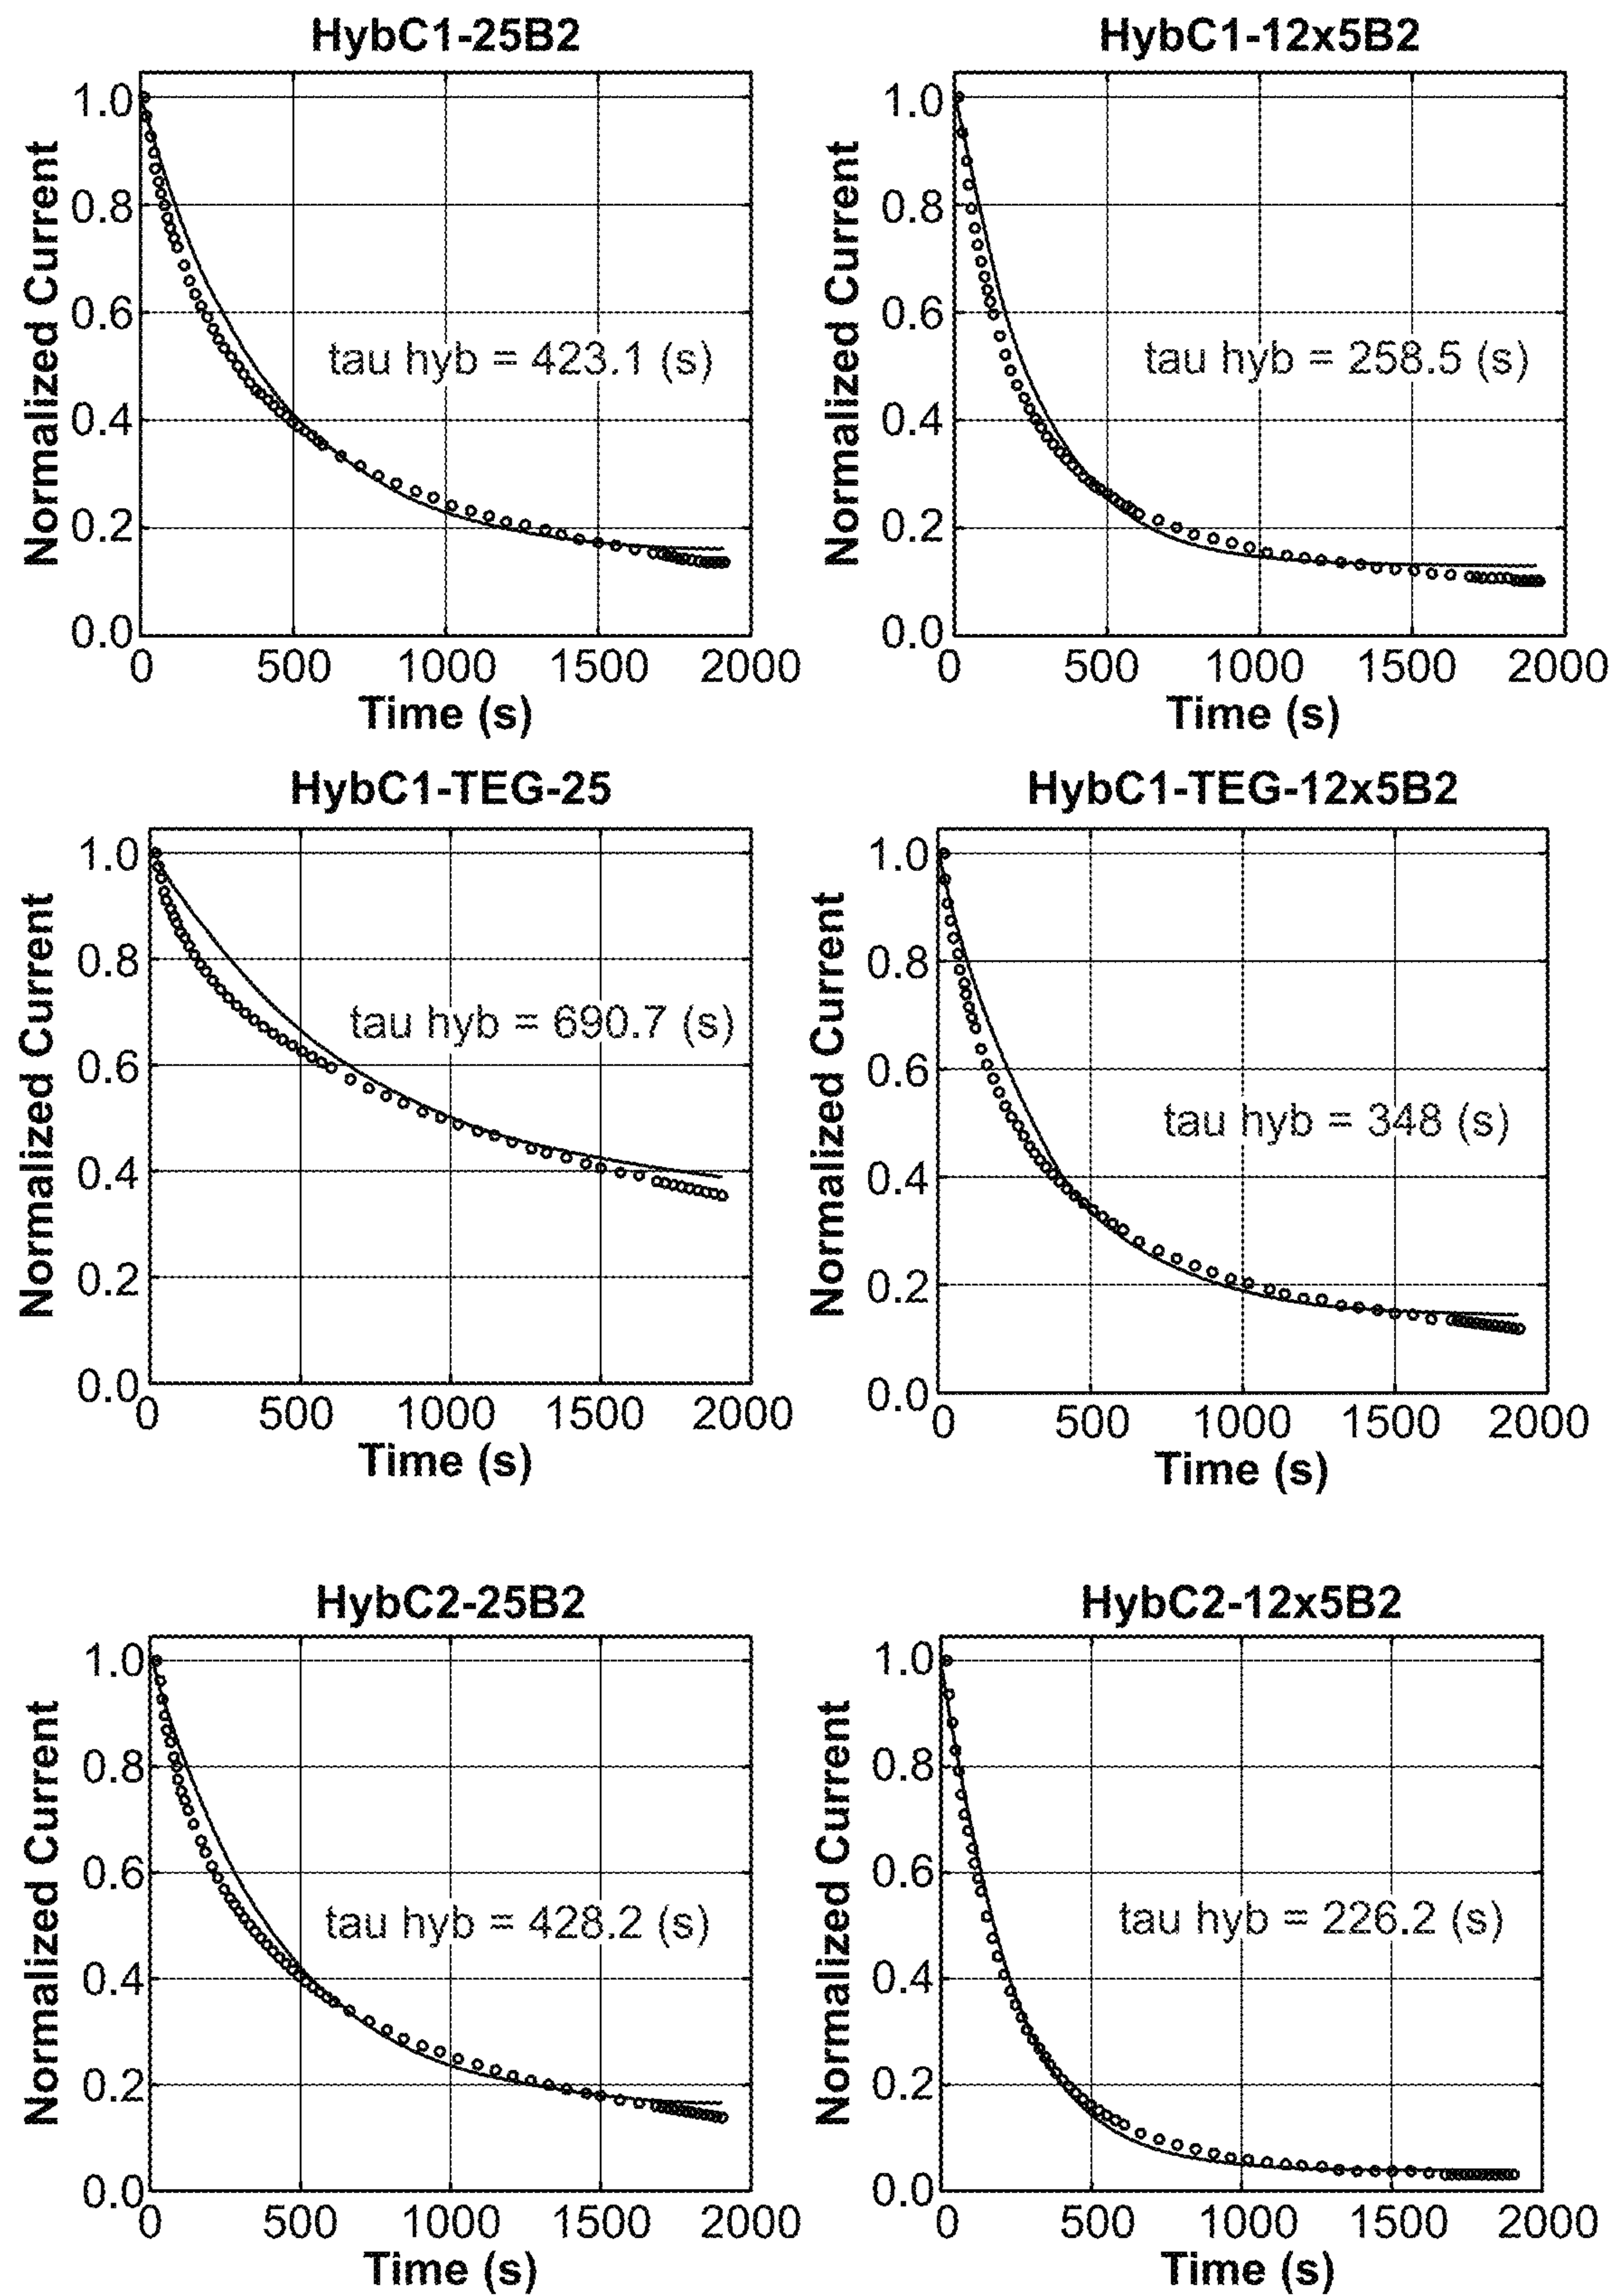 HybC1-25B2
Normalized Current
1.0
0.8
0.6
0.4
0.2
0.0
tau hyb = 423.1 (s)
0 500 1000 1500 2000
Time (s)
HybC1-12x5B2
Normalized Current
1.0
0.8
0.6
0.4
0.2
0.0
tau hyb = 258.5 (s)
0 500 1000 1500 2000
Time (s)
HybC1-TEG-25
Normalized Current
1.0
0.8
0.6
0.4
0.2
0.0
tau hyb = 690.7 (s)
0 500 1000 1500 2000
Time (s)
HybC1-TEG-12x5B2
Normalized Current
1.0
0.8
0.6
0.4
0.2
0.0
tau hyb = 348 (s)
0 500 1000 1500 2000
Time (s)
HybC2-25B2
Normalized Current
1.0
0.8
0.6
0.4
0.2
0.0
tau hyb = 428.2 (s)
0 500 1000 1500 2000
Time (s)
HybC2-12x5B2
Normalized Current
1.0
0.8
0.6
0.4
0.2
0.0
tau hyb = 226.2 (s)
0 500 1000 1500 2000
Time (s)